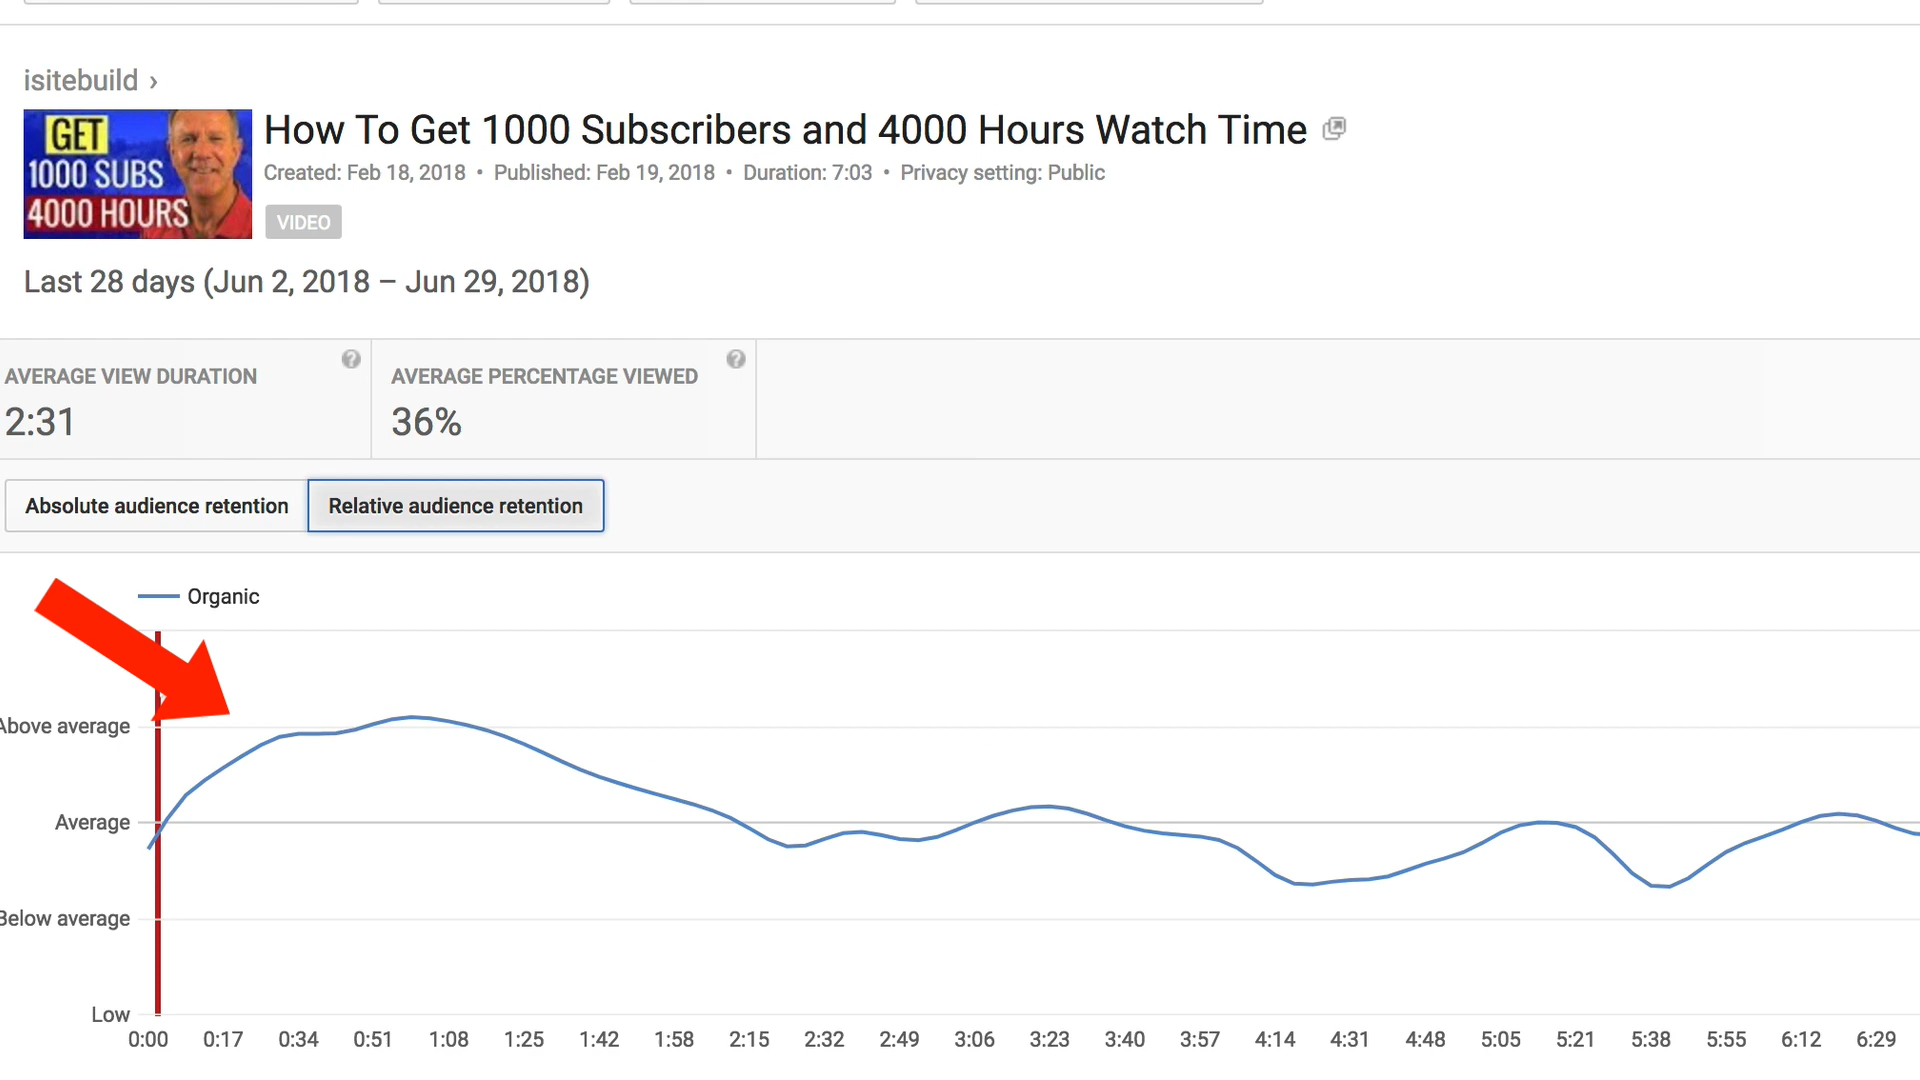 isitebuild ›
GET
1000 SUBS
4000 HOURS
How To Get 1000 Subscribers and 4000 Hours Watch Time
Created: Feb 18, 2018 • Published: Feb 19, 2018 • Duration: 7:03 • Privacy setting: Public
VIDEO
Last 28 days (Jun 2, 2018 – Jun 29, 2018)
AVERAGE VIEW DURATION ?
2:31
AVERAGE PERCENTAGE VIEWED ?
36%
Absolute audience retention
Relative audience retention
Organic
Above average
Average
Below average
Low
0:00 0:17 0:34 0:51 1:08 1:25 1:42 1:58 2:15 2:32 2:49 3:06 3:23 3:40 3:57 4:14 4:31 4:48 5:05 5:21 5:38 5:55 6:12 6:29